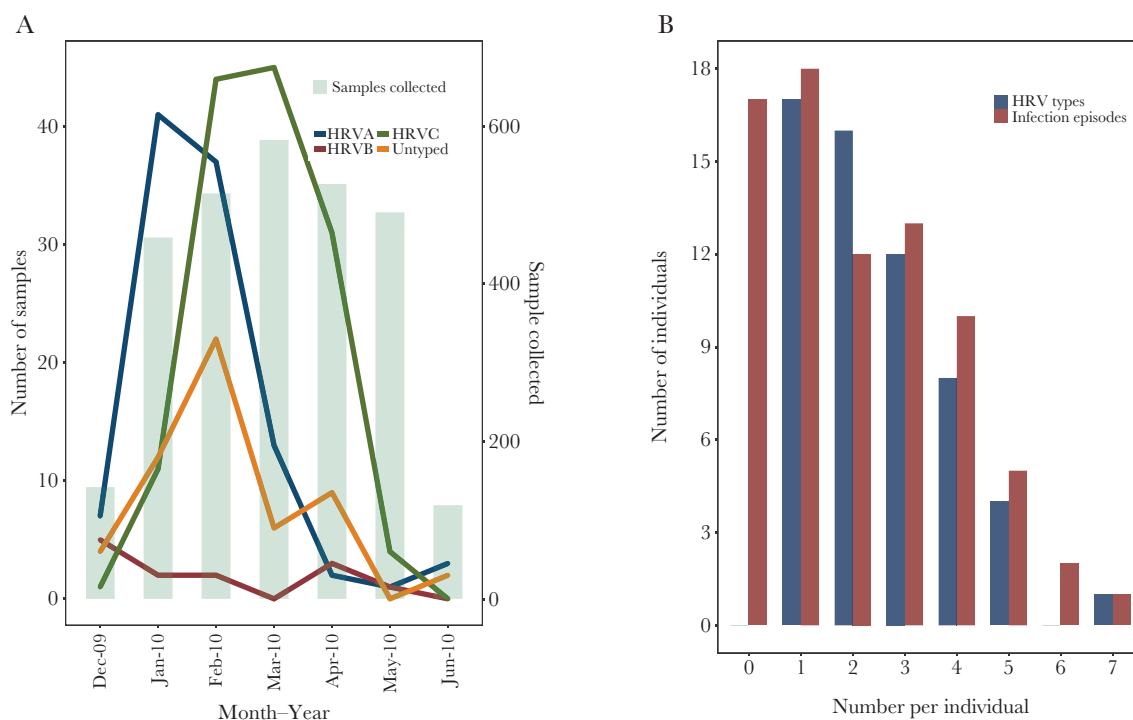 A
Samples collected
HRVA
HRVC
HRVB
Untyped
Number of samples
40
30
20
10
0
Sample collected
600
400
200
0
Dec-09
Jan-10
Feb-10
Mar-10
Apr-10
May-10
Jun-10
Month–Year
B
HRV types
Infection episodes
Number of individuals
18
15
12
9
6
3
0
0 1 2 3 4 5 6 7
Number per individual